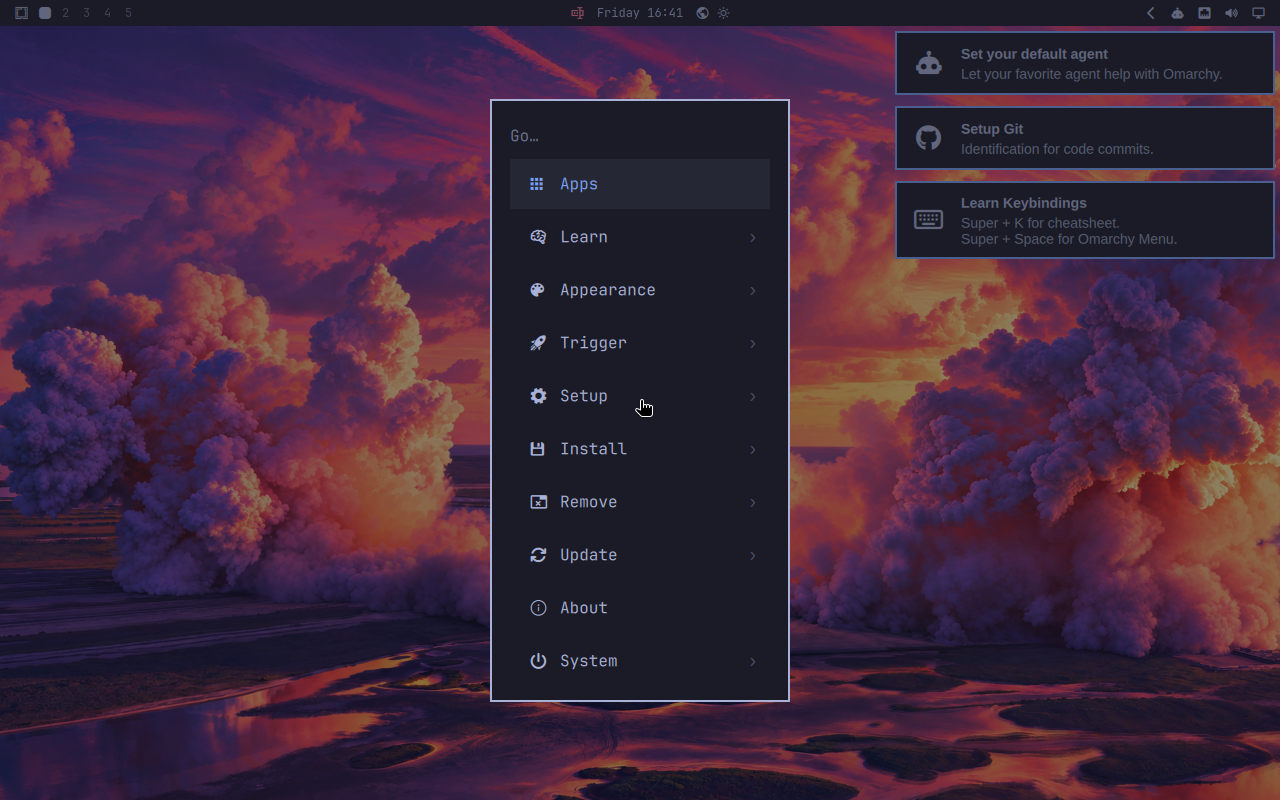 2 3 4 5
Friday 16:41
Go…
Apps
Learn
Appearance
Trigger
Setup
Install
Remove
Update
About
System
Set your default agent
Let your favorite agent help with Omarchy.
Setup Git
Identification for code commits.
Learn Keybindings
Super + K for cheatsheet.
Super + Space for Omarchy Menu.